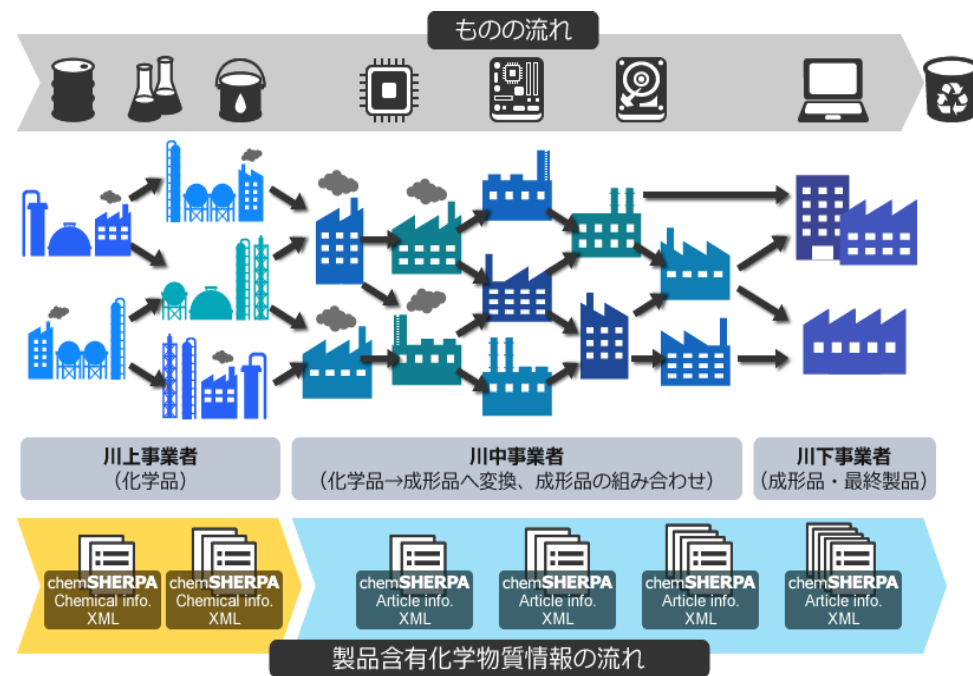 ものの流れ
川上事業者
(化学品)
川中事業者
(化学品→成形品へ変換、成形品の組み合わせ)
川下事業者
(成形品・最終製品)
chemSHERPA
Chemical info.
XML
chemSHERPA
Chemical info.
XML
chemSHERPA
Article info.
XML
chemSHERPA
Article info.
XML
chemSHERPA
Article info.
XML
chemSHERPA
Article info.
XML
製品含有化学物質情報の流れ